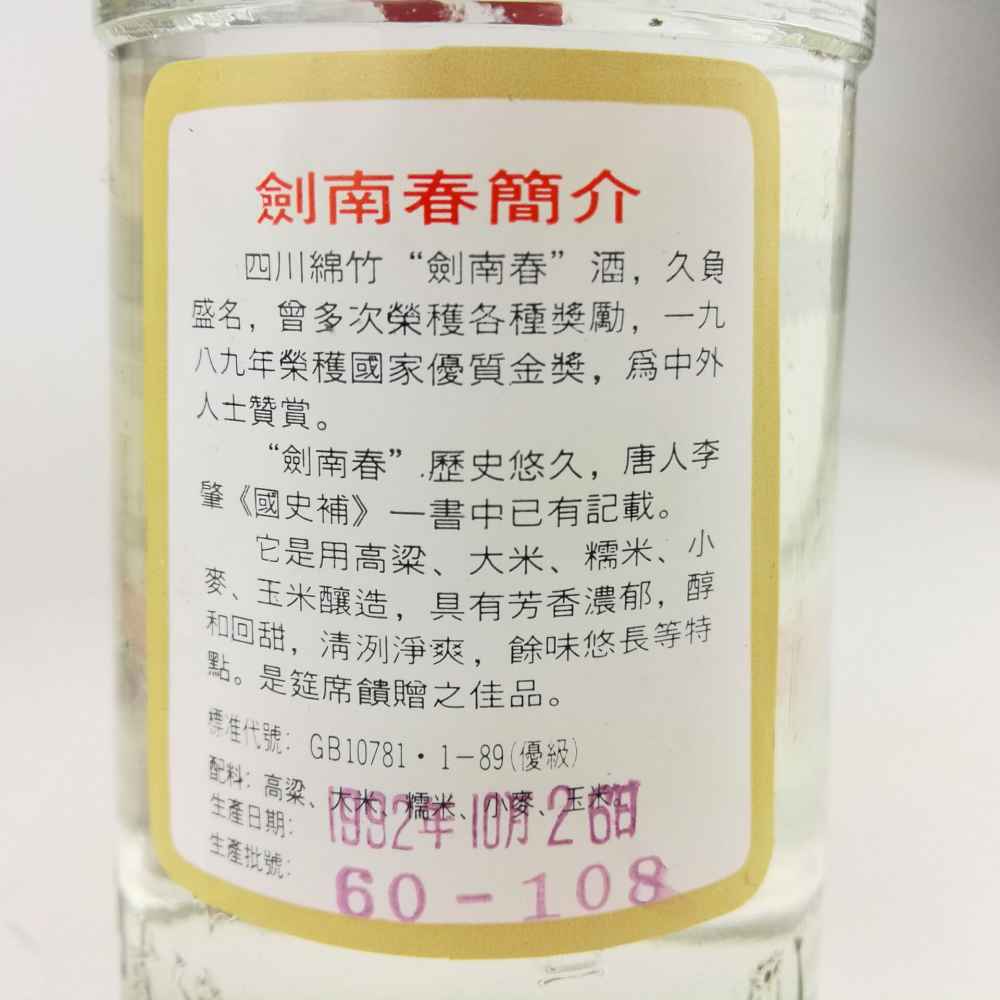 劍南春簡介
四川綿竹“劍南春”酒，久負
盛名，曾多次榮獲各種獎勵，一九
八九年榮獲國家優質金獎，爲中外
人士贊賞。
“劍南春”歷史悠久，唐人李
肇《國史補》一書中已有記載。
它是用高粱、大米、糯米、小
麥、玉米釀造，具有芳香濃郁，醇
和回甜，清洌淨爽，餘味悠長等特
點。是筵席饋贈之佳品。
標准代號：GB10781·1-89(優級)
配料：高粱、大米、糯米、小麥、玉米。
生產日期：1992年10月26日
生產批號：60-108